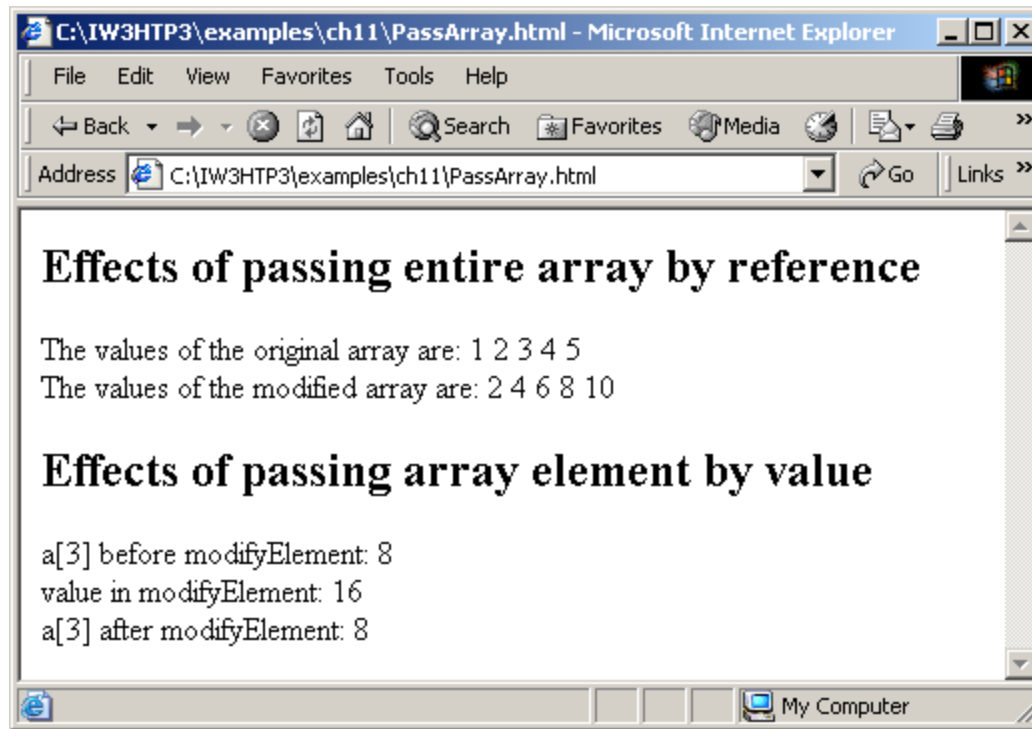 C:\IW3HTP3\examples\ch11\PassArray.html - Microsoft Internet Explorer
File Edit View Favorites Tools Help
Back Search Favorites Media »
Address C:\IW3HTP3\examples\ch11\PassArray.html Go Links »
Effects of passing entire array by reference
The values of the original array are: 1 2 3 4 5
The values of the modified array are: 2 4 6 8 10
Effects of passing array element by value
a[3] before modifyElement: 8
value in modifyElement: 16
a[3] after modifyElement: 8
My Computer